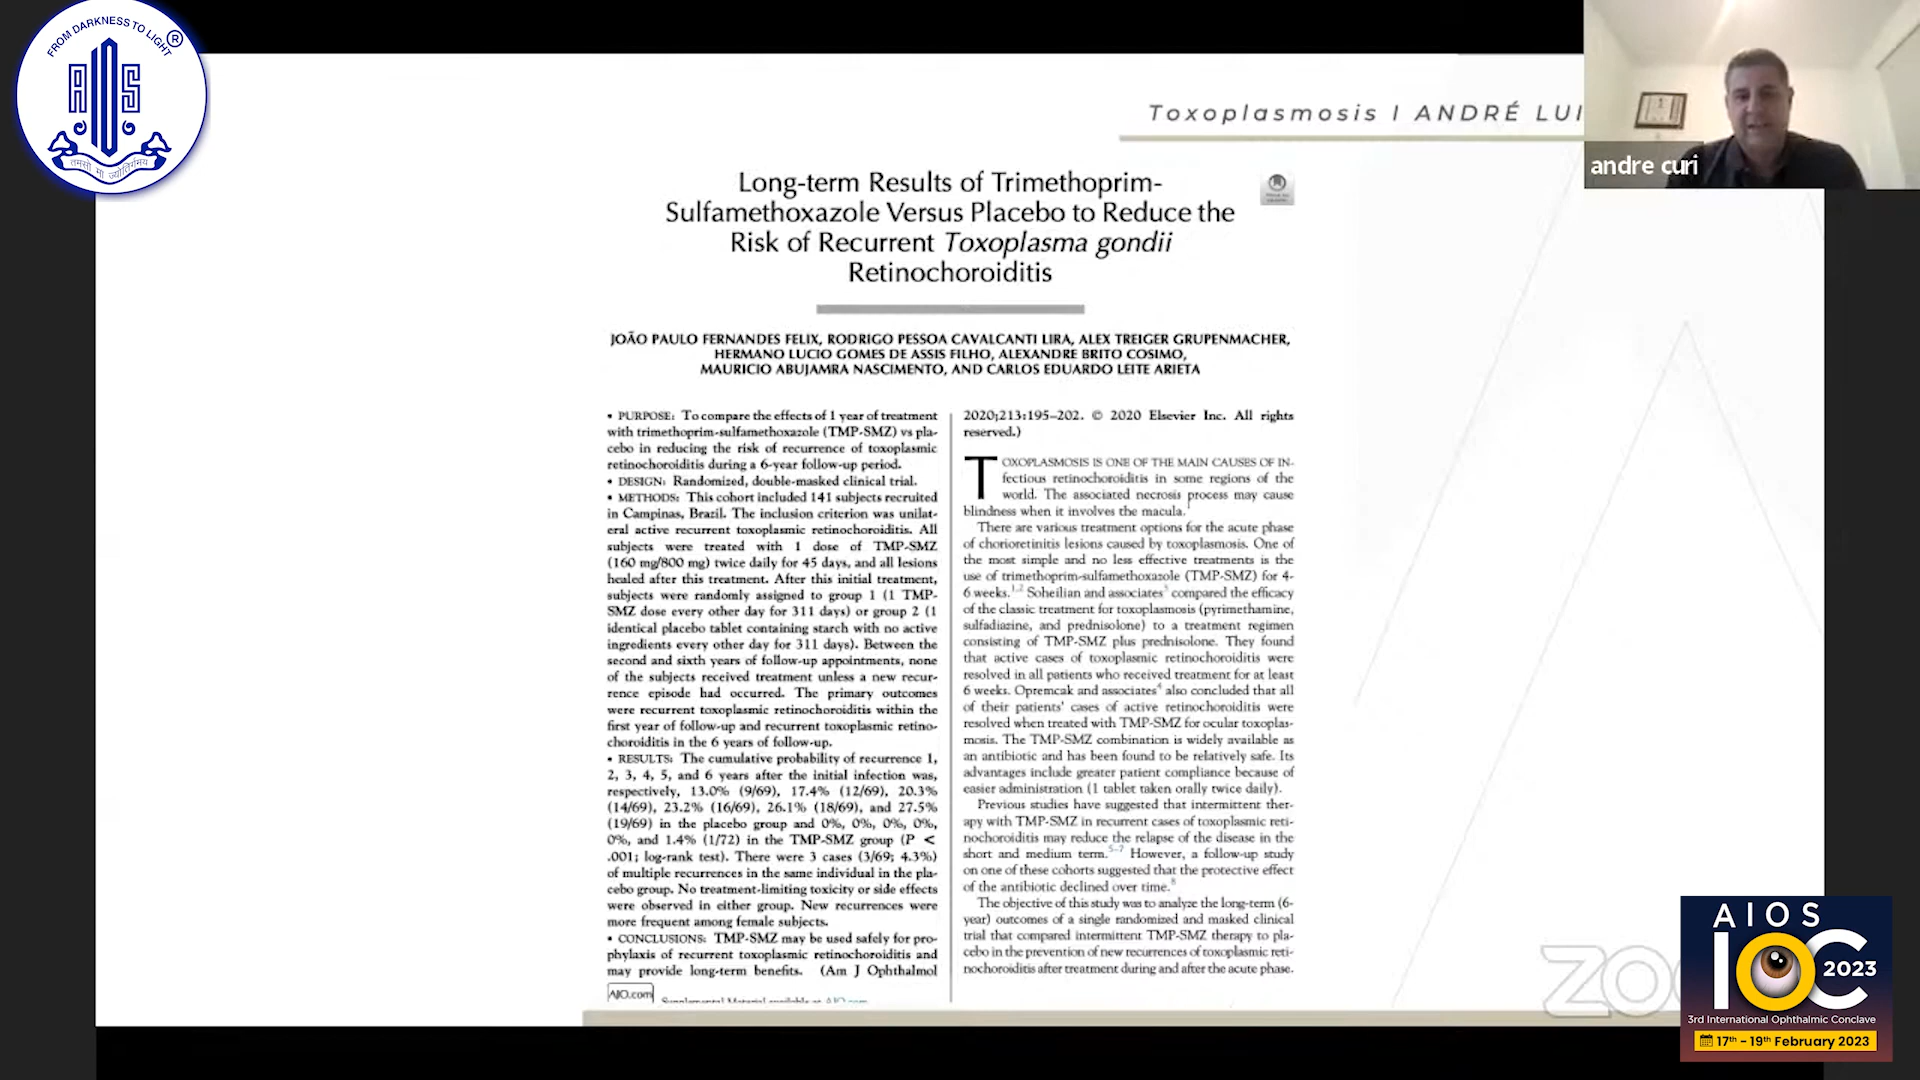 FROM DARKNESS TO LIGHT
®
AIOS
तमसो मा ज्योतिर्गमय
Toxoplasmosis I ANDRÉ LUI
andre curi
Long-term Results of Trimethoprim-
Sulfamethoxazole Versus Placebo to Reduce the
Risk of Recurrent Toxoplasma gondii
Retinochoroiditis
JOÃO PAULO FERNANDES FELIX, RODRIGO PESSOA CAVALCANTI LIRA, ALEX TREIGER GRUPENMACHER,
HERMANO LUCIO GOMES DE ASSIS FILHO, ALEXANDRE BRITO COSIMO,
MAURICIO ABUJAMRA NASCIMENTO, AND CARLOS EDUARDO LEITE ARIETA
• PURPOSE: To compare the effects of 1 year of treatment
with trimethoprim-sulfamethoxazole (TMP-SMZ) vs pla-
cebo in reducing the risk of recurrence of toxoplasmic
retinochoroiditis during a 6-year follow-up period.
• DESIGN: Randomized, double-masked clinical trial.
• METHODS: This cohort included 141 subjects recruited
in Campinas, Brazil. The inclusion criterion was unilat-
eral active recurrent toxoplasmic retinochoroiditis. All
subjects were treated with 1 dose of TMP-SMZ
(160 mg/800 mg) twice daily for 45 days, and all lesions
healed after this treatment. After this initial treatment,
subjects were randomly assigned to group 1 (1 TMP-
SMZ dose every other day for 311 days) or group 2 (1
identical placebo tablet containing starch with no active
ingredients every other day for 311 days). Between the
second and sixth years of follow-up appointments, none
of the subjects received treatment unless a new recur-
rence episode had occurred. The primary outcomes
were recurrent toxoplasmic retinochoroiditis within the
first year of follow-up and recurrent toxoplasmic retino-
choroiditis in the 6 years of follow-up.
• RESULTS: The cumulative probability of recurrence 1,
2, 3, 4, 5, and 6 years after the initial infection was,
respectively, 13.0% (9/69), 17.4% (12/69), 20.3%
(14/69), 23.2% (16/69), 26.1% (18/69), and 27.5%
(19/69) in the placebo group and 0%, 0%, 0%, 0%,
0%, and 1.4% (1/72) in the TMP-SMZ group (P <
.001; log-rank test). There were 3 cases (3/69; 4.3%)
of multiple recurrences in the same individual in the pla-
cebo group. No treatment-limiting toxicity or side effects
were observed in either group. New recurrences were
more frequent among female subjects.
• CONCLUSIONS: TMP-SMZ may be used safely for pro-
phylaxis of recurrent toxoplasmic retinochoroiditis and
may provide long-term benefits. (Am J Ophthalmol
AJO.com
Supplemental Material available at AJO.com
2020;213:195–202. © 2020 Elsevier Inc. All rights
reserved.)
TOXOPLASMOSIS IS ONE OF THE MAIN CAUSES OF IN-
fectious retinochoroiditis in some regions of the
world. The associated necrosis process may cause
blindness when it involves the macula.
There are various treatment options for the acute phase
of chorioretinitis lesions caused by toxoplasmosis. One of
the most simple and no less effective treatments is the
use of trimethoprim-sulfamethoxazole (TMP-SMZ) for 4-
6 weeks.1,2 Soheilian and associates3 compared the efficacy
of the classic treatment for toxoplasmosis (pyrimethamine,
sulfadiazine, and prednisolone) to a treatment regimen
consisting of TMP-SMZ plus prednisolone. They found
that active cases of toxoplasmic retinochoroiditis were
resolved in all patients who received treatment for at least
6 weeks. Opremcak and associates4 also concluded that all
of their patients' cases of active retinochoroiditis were
resolved when treated with TMP-SMZ for ocular toxoplas-
mosis. The TMP-SMZ combination is widely available as
an antibiotic and has been found to be relatively safe. Its
advantages include greater patient compliance because of
easier administration (1 tablet taken orally twice daily).
Previous studies have suggested that intermittent ther-
apy with TMP-SMZ in recurrent cases of toxoplasmic reti-
nochoroiditis may reduce the relapse of the disease in the
short and medium term.5–7 However, a follow-up study
on one of these cohorts suggested that the protective effect
of the antibiotic declined over time.8
The objective of this study was to analyze the long-term (6-
year) outcomes of a single randomized and masked clinical
trial that compared intermittent TMP-SMZ therapy to pla-
cebo in the prevention of new recurrences of toxoplasmic reti-
nochoroiditis after treatment during and after the acute phase.
ZO
AIOS
IOC 2023
3rd International Ophthalmic Conclave
17th - 19th February 2023